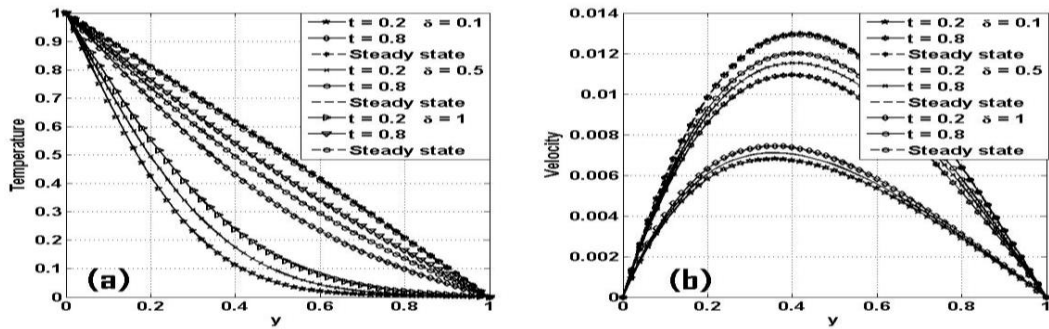 1
0.9
0.8
0.7
0.6
0.5
0.4
0.3
0.2
0.1
0
Temperature
t = 0.2 δ = 0.1
t = 0.8
Steady state
t = 0.2 δ = 0.5
t = 0.8
Steady state
t = 0.2 δ = 1
t = 0.8
Steady state
(a)
0 0.2 0.4 0.6 0.8 1
y
0.014
0.012
0.01
0.008
0.006
0.004
0.002
0
Velocity
t = 0.2 δ = 0.1
t = 0.8
Steady state
t = 0.2 δ = 0.5
t = 0.8
Steady state
t = 0.2 δ = 1
t = 0.8
Steady state
(b)
0 0.2 0.4 0.6 0.8 1
y